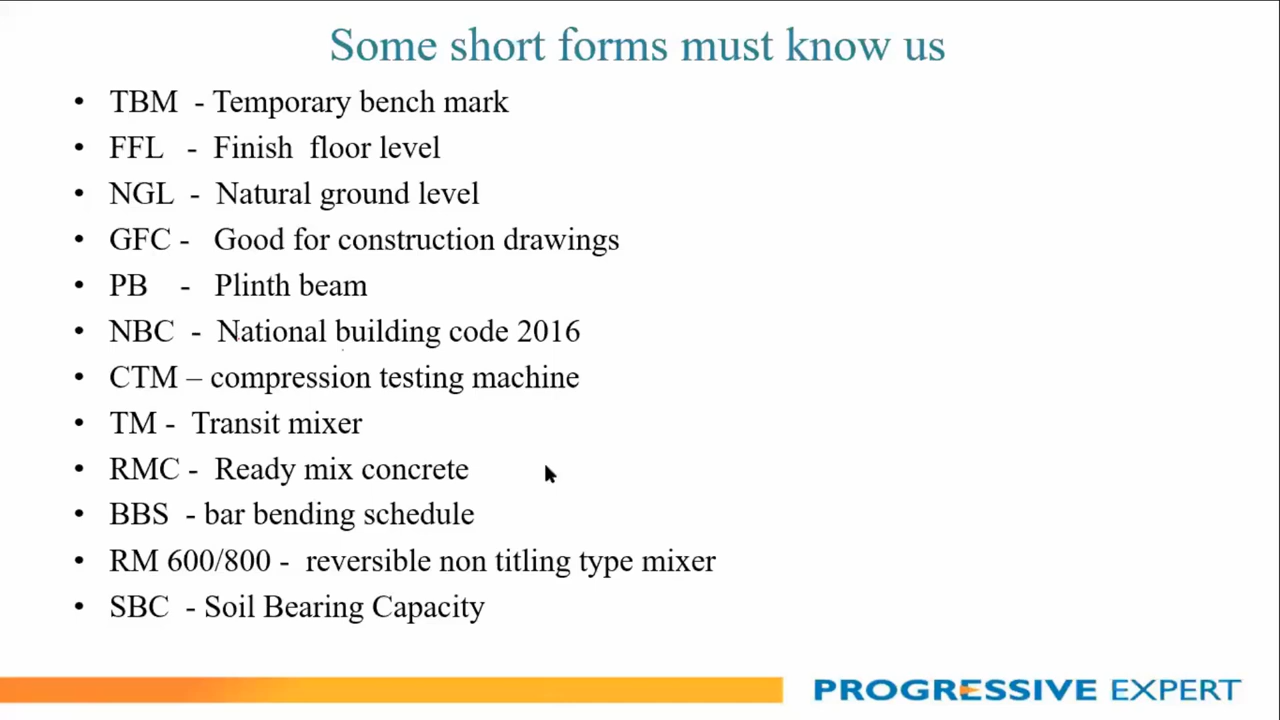 Some short forms must know us
• TBM - Temporary bench mark
• FFL - Finish floor level
• NGL - Natural ground level
• GFC - Good for construction drawings
• PB - Plinth beam
• NBC - National building code 2016
• CTM – compression testing machine
• TM - Transit mixer
• RMC - Ready mix concrete
• BBS - bar bending schedule
• RM 600/800 - reversible non titling type mixer
• SBC - Soil Bearing Capacity
PROGRESSIVE EXPERT